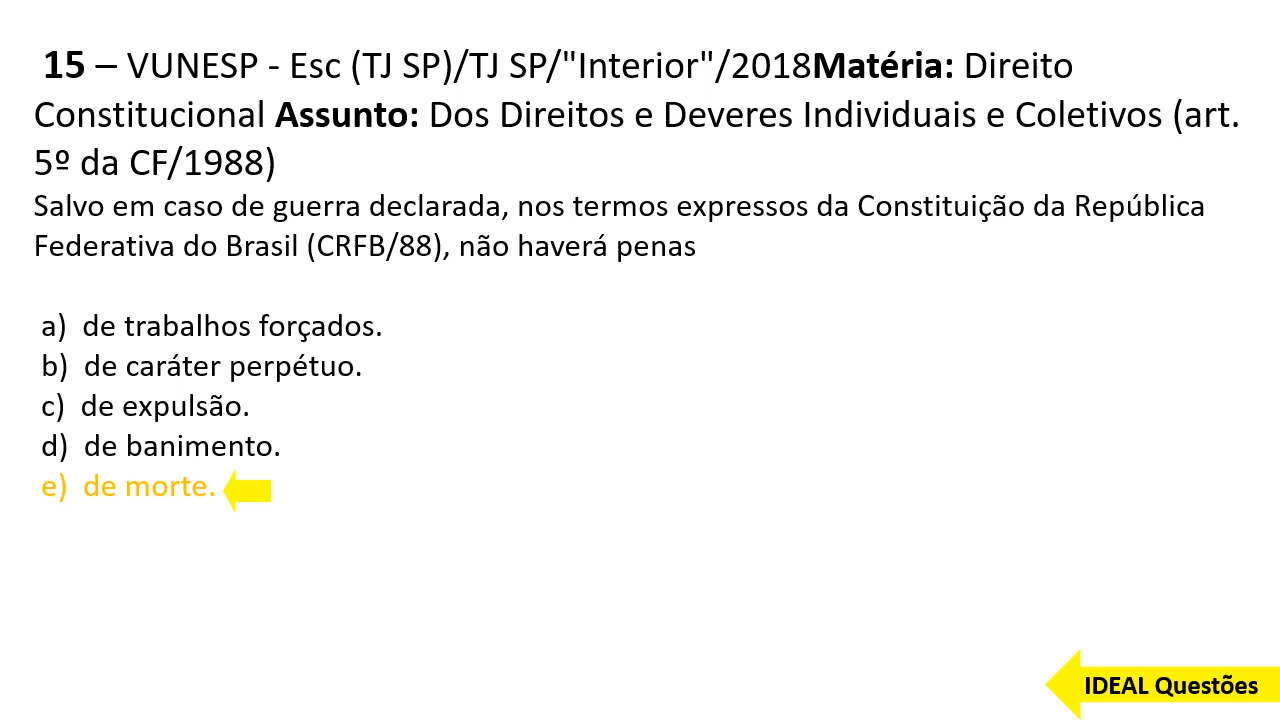 15 – VUNESP - Esc (TJ SP)/TJ SP/"Interior"/2018Matéria: Direito
Constitucional Assunto: Dos Direitos e Deveres Individuais e Coletivos (art.
5º da CF/1988)
Salvo em caso de guerra declarada, nos termos expressos da Constituição da República
Federativa do Brasil (CRFB/88), não haverá penas
a) de trabalhos forçados.
b) de caráter perpétuo.
c) de expulsão.
d) de banimento.
e) de morte.
IDEAL Questões